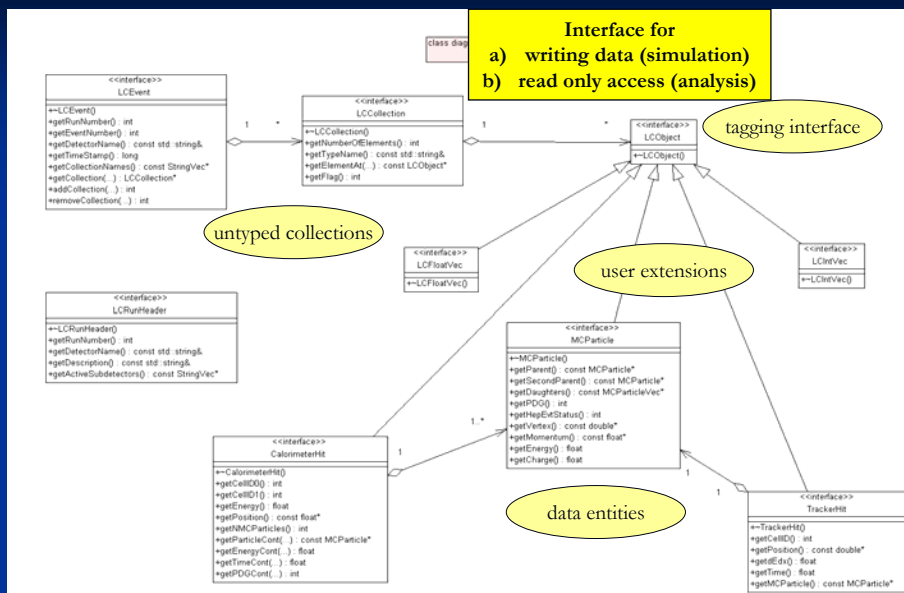 Interface for
a) writing data (simulation)
b) read only access (analysis)
class diag
<<interface>>
LCEvent
+~LCEvent()
+getRunNumber() : int
+getEventNumber() : int
+getDetectorName() : const std::string&
+getTimeStamp() : long
+getCollectionNames() : const StringVec*
+getCollection(...) : LCCollection*
+addCollection(...) : int
+removeCollection(...) : int
1
*
<<interface>>
LCCollection
+~LCCollection()
+getNumberOfElements() : int
+getTypeName() : const std::string&
+getElementAt(...) : const LCObject*
+getFlag() : int
1
*
<<interface>>
LCObject
+~LCObject()
tagging interface
untyped collections
<<interface>>
LCFloatVec
+~LCFloatVec()
user extensions
<<interface>>
LCIntVec
+~LCIntVec()
<<interface>>
LCRunHeader
+~LCRunHeader()
+getRunNumber() : int
+getDetectorName() : const std::string&
+getDescription() : const std::string&
+getActiveSubdetectors() : const StringVec*
<<interface>>
MCParticle
+~MCParticle()
+getParent() : const MCParticle*
+getSecondParent() : const MCParticle*
+getDaughters() : const MCParticleVec*
+getPDG() : int
+getHepEvtStatus() : int
+getVertex() : const double*
+getMomentum() : const float*
+getEnergy() : float
+getCharge() : float
1..*
1
<<interface>>
CalorimeterHit
+~CalorimeterHit()
+getCellID0() : int
+getCellID1() : int
+getEnergy() : float
+getPosition() : const float*
+getNMCParticles() : int
+getParticleCont(...) : const MCParticle*
+getEnergyCont(...) : float
+getTimeCont(...) : float
+getPDGCont(...) : int
data entities
1
1
<<interface>>
TrackerHit
+~TrackerHit()
+getCellID() : int
+getPosition() : const double*
+getdEdx() : float
+getTime() : float
+getMCParticle() : const MCParticle*